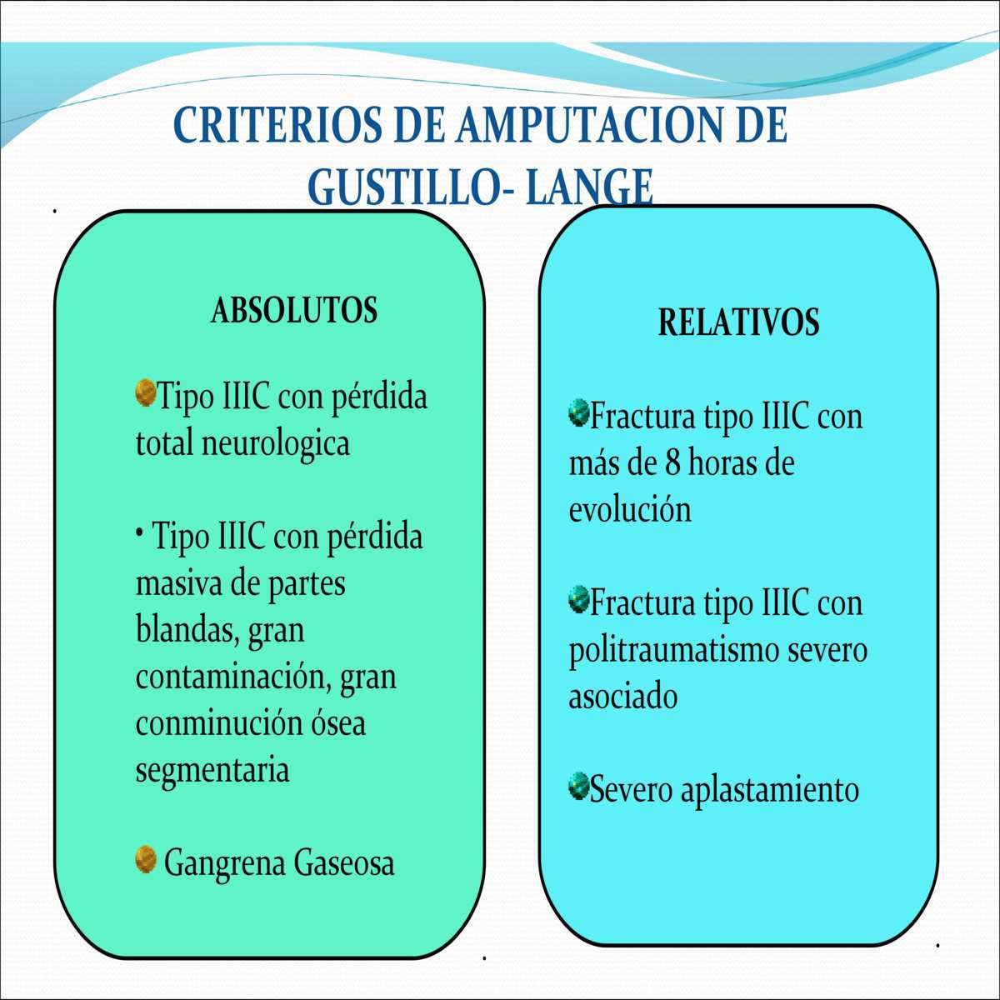 CRITERIOS DE AMPUTACION DE
GUSTILLO- LANGE
ABSOLUTOS
Tipo IIIC con pérdida
total neurologica
• Tipo IIIC con pérdida
masiva de partes
blandas, gran
contaminación, gran
conminución ósea
segmentaria
Gangrena Gaseosa
RELATIVOS
Fractura tipo IIIC con
más de 8 horas de
evolución
Fractura tipo IIIC con
politraumatismo severo
asociado
Severo aplastamiento